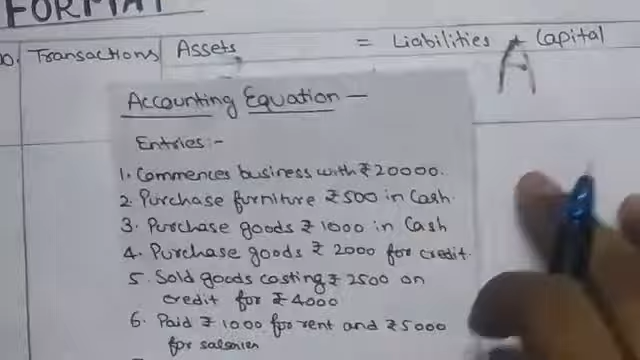 FORMAT
No. Transactions Assets = Liabilities + Capital
A
Accounting Equation —
Entries:-
1. Commences business with ₹20000.
2. Purchase furniture ₹500 in Cash.
3. Purchase goods ₹1000 in Cash
4. Purchase goods ₹2000 for credit.
5. Sold goods costing ₹2500 on
credit for ₹4000
6. Paid ₹1000 for rent and ₹5000
for salaries